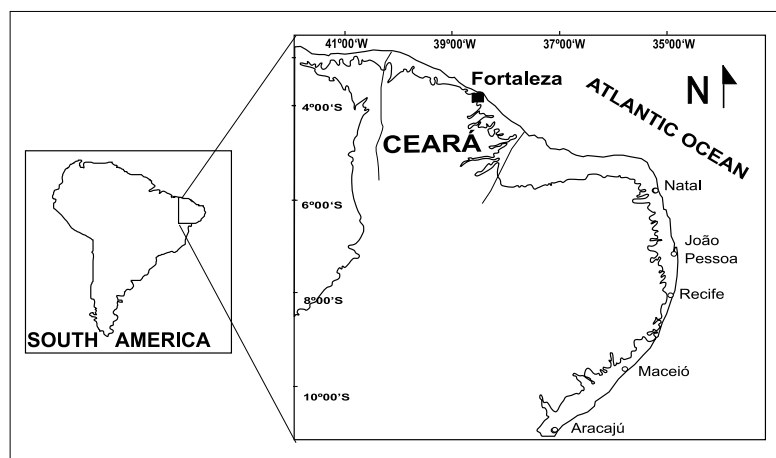 41°00'W 39°00'W 37°00'W 35°00'W
Fortaleza
4°00'S
N
ATLANTIC OCEAN
CEARÁ
Natal
6°00'S
João
Pessoa
8°00'S
Recife
SOUTH AMERICA
Maceió
10°00'S
Aracajú